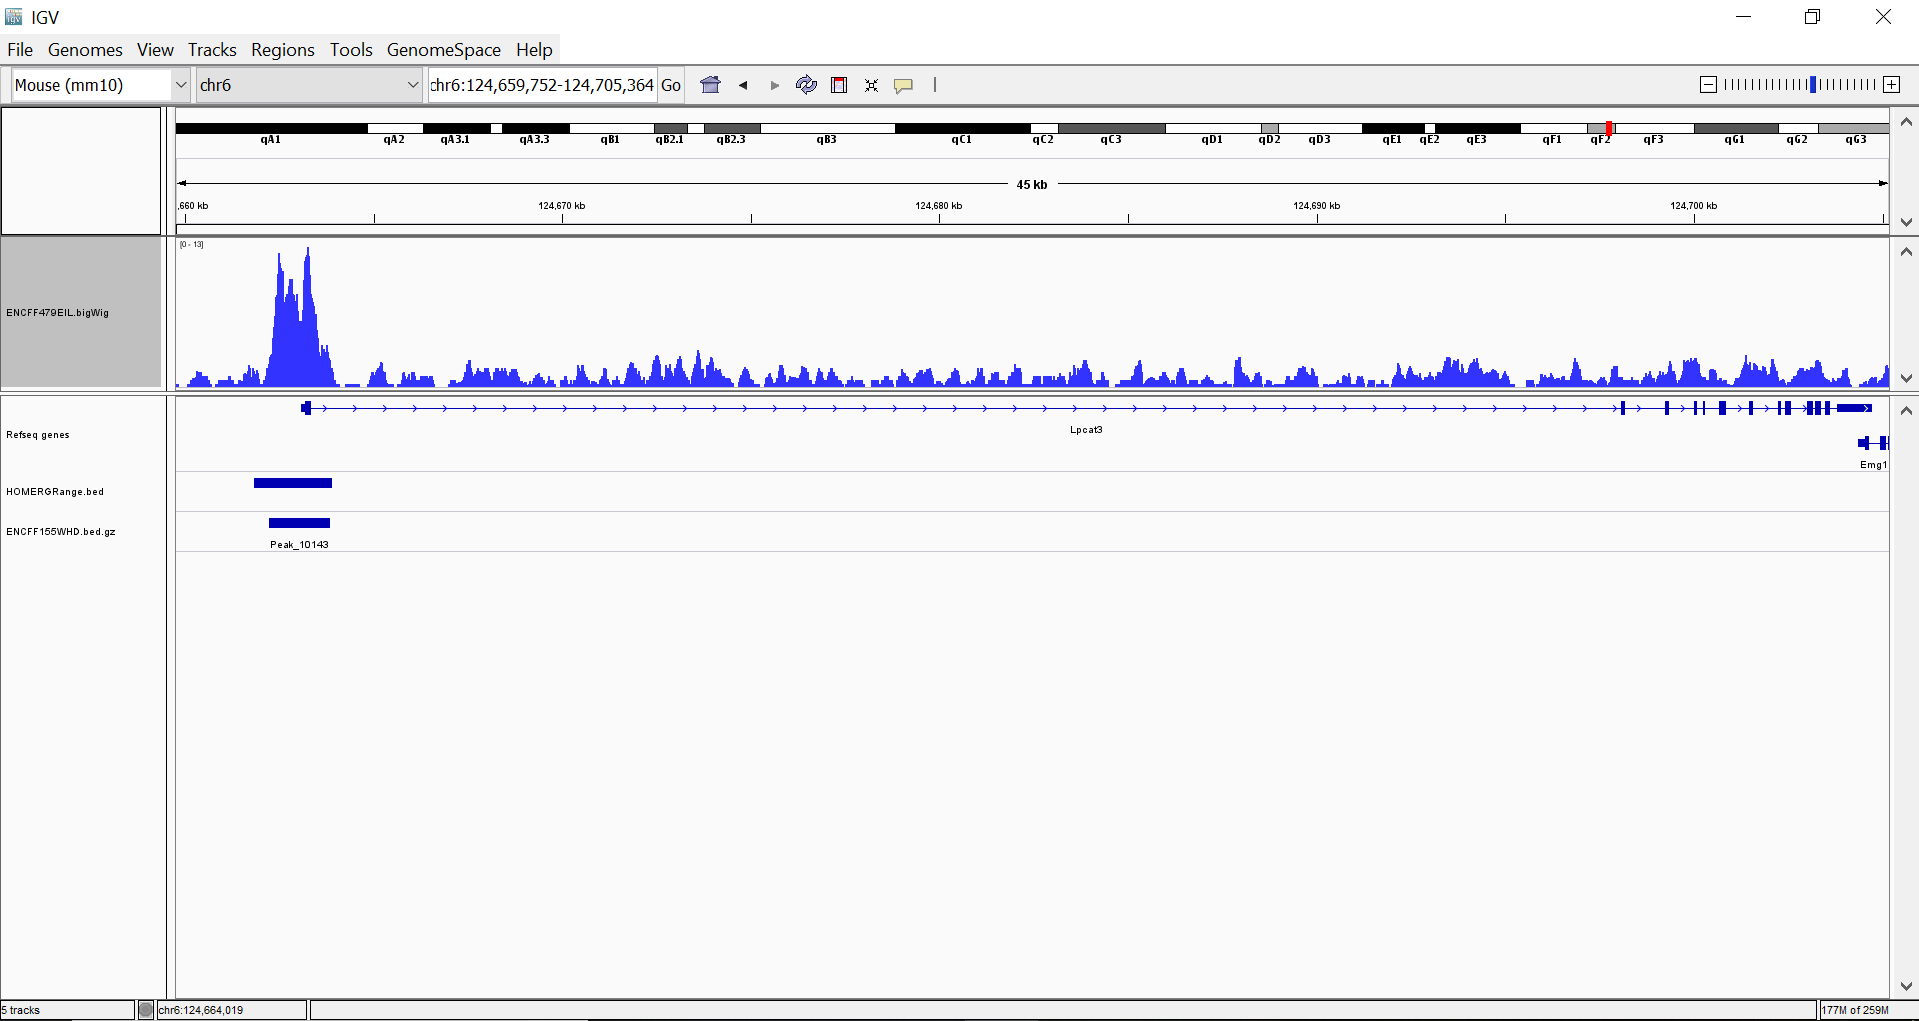 IGV
File Genomes View Tracks Regions Tools GenomeSpace Help
Mouse (mm10) chr6 chr6:124,659,752-124,705,364 Go
qA1 qA2 qA3.1 qA3.3 qB1 qB2.1 qB2.3 qB3 qC1 qC2 qC3 qD1 qD2 qD3 qE1 qE2 qE3 qF1 qF2 qF3 qG1 qG2 qG3
45 kb
,660 kb 124,670 kb 124,680 kb 124,690 kb 124,700 kb
[0 - 13]
ENCFF479EIL.bigWig
Lpcat3
Refseq genes
Emg1
HOMERGRange.bed
ENCFF155WHD.bed.gz
Peak_10143
5 tracks chr6:124,664,019 177M of 259M